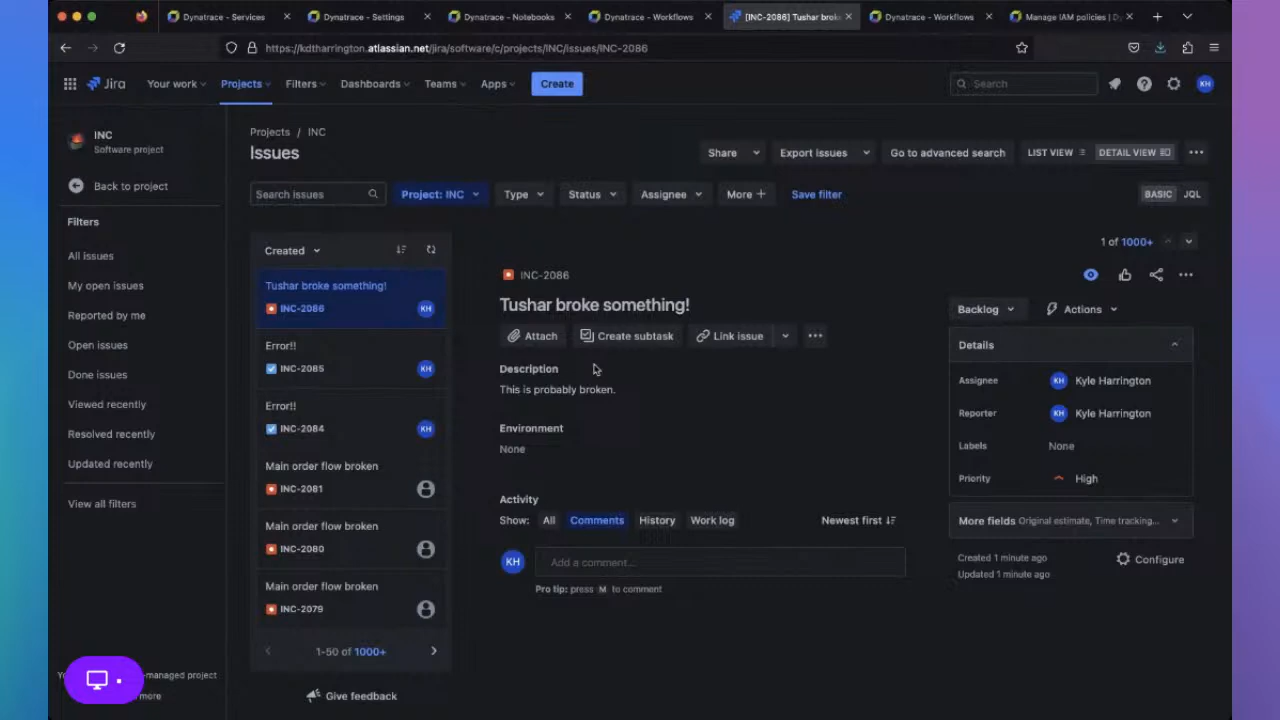 Dynatrace - Services
Dynatrace - Settings
Dynatrace - Notebooks
Dynatrace - Workflows
[INC-2086] Tushar broke
Dynatrace - Workflows
Manage IAM policies | Dy
https://kdtharrington.atlassian.net/jira/software/c/projects/INC/issues/INC-2086
Jira
Your work
Projects
Filters
Dashboards
Teams
Apps
Create
Search
KH
INC
Software project
Back to project
Filters
All issues
My open issues
Reported by me
Open issues
Done issues
Viewed recently
Resolved recently
Updated recently
View all filters
-managed project
more
Projects / INC
Issues
Share
Export issues
Go to advanced search
LIST VIEW
DETAIL VIEW
Search issues
Project: INC
Type
Status
Assignee
More +
Save filter
BASIC
JQL
Created
Tushar broke something!
INC-2086
KH
Error!!
INC-2085
KH
Error!!
INC-2084
KH
Main order flow broken
INC-2081
Main order flow broken
INC-2080
Main order flow broken
INC-2079
1-50 of 1000+
Give feedback
1 of 1000+
INC-2086
Tushar broke something!
Attach
Create subtask
Link issue
Description
This is probably broken.
Environment
None
Activity
Show:
All
Comments
History
Work log
Newest first
KH
Add a comment...
Pro tip: press M to comment
Backlog
Actions
Details
Assignee
KH Kyle Harrington
Reporter
KH Kyle Harrington
Labels
None
Priority
High
More fields Original estimate, Time tracking...
Created 1 minute ago
Updated 1 minute ago
Configure